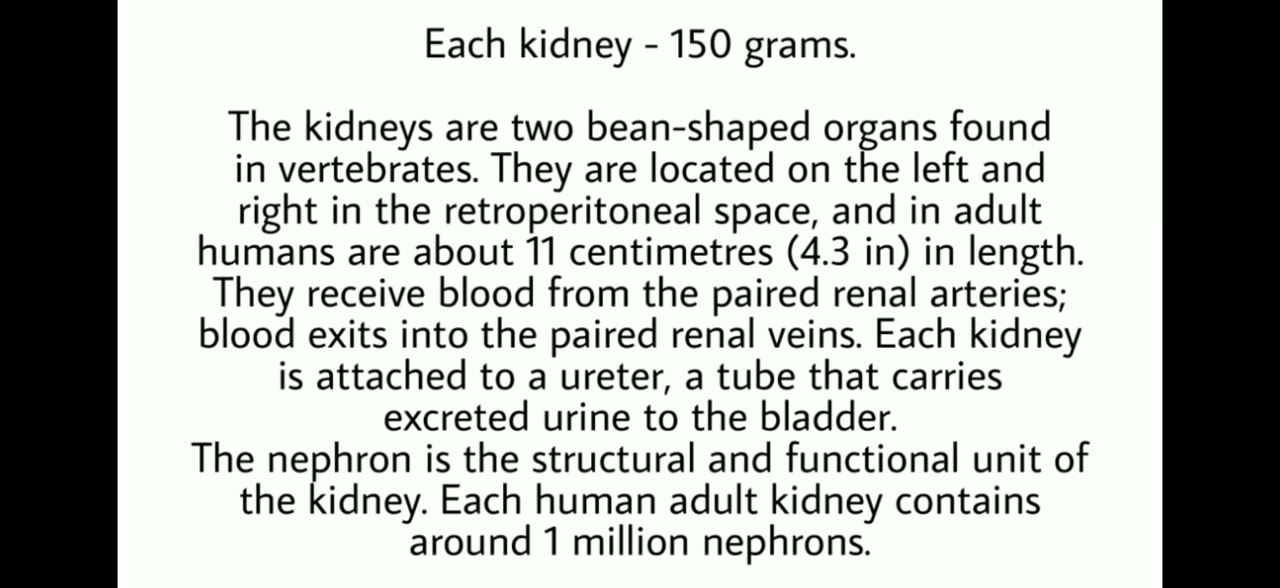 Each kidney - 150 grams.
The kidneys are two bean-shaped organs found
in vertebrates. They are located on the left and
right in the retroperitoneal space, and in adult
humans are about 11 centimetres (4.3 in) in length.
They receive blood from the paired renal arteries;
blood exits into the paired renal veins. Each kidney
is attached to a ureter, a tube that carries
excreted urine to the bladder.
The nephron is the structural and functional unit of
the kidney. Each human adult kidney contains
around 1 million nephrons.